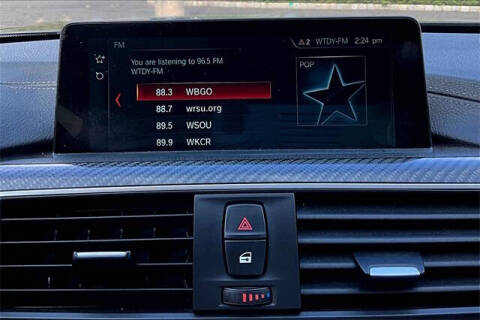 FM
2 WTDY-FM 2:24 pm
You are listening to 96.5 FM
WTDY-FM
POP
88.3 WBGO
88.7 wrsu.org
89.5 WSOU
89.9 WKCR